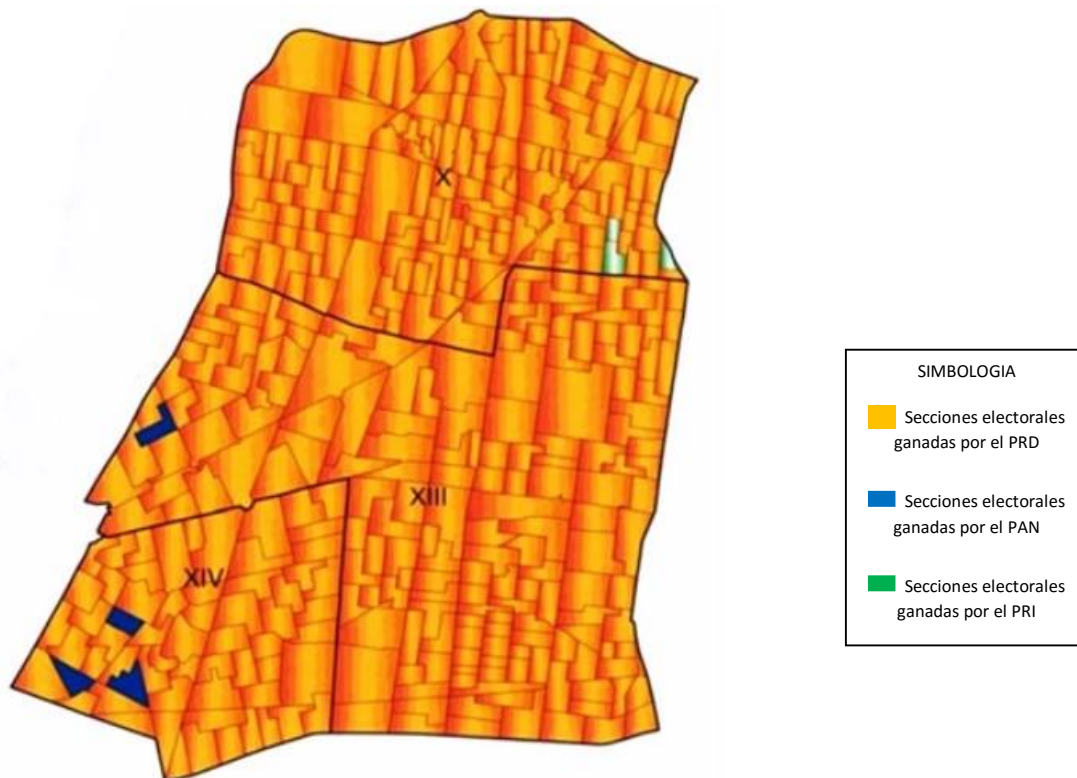 X
XIII
XIV
SIMBOLOGIA
Secciones electorales
ganadas por el PRD
Secciones electorales
ganadas por el PAN
Secciones electorales
ganadas por el PRI